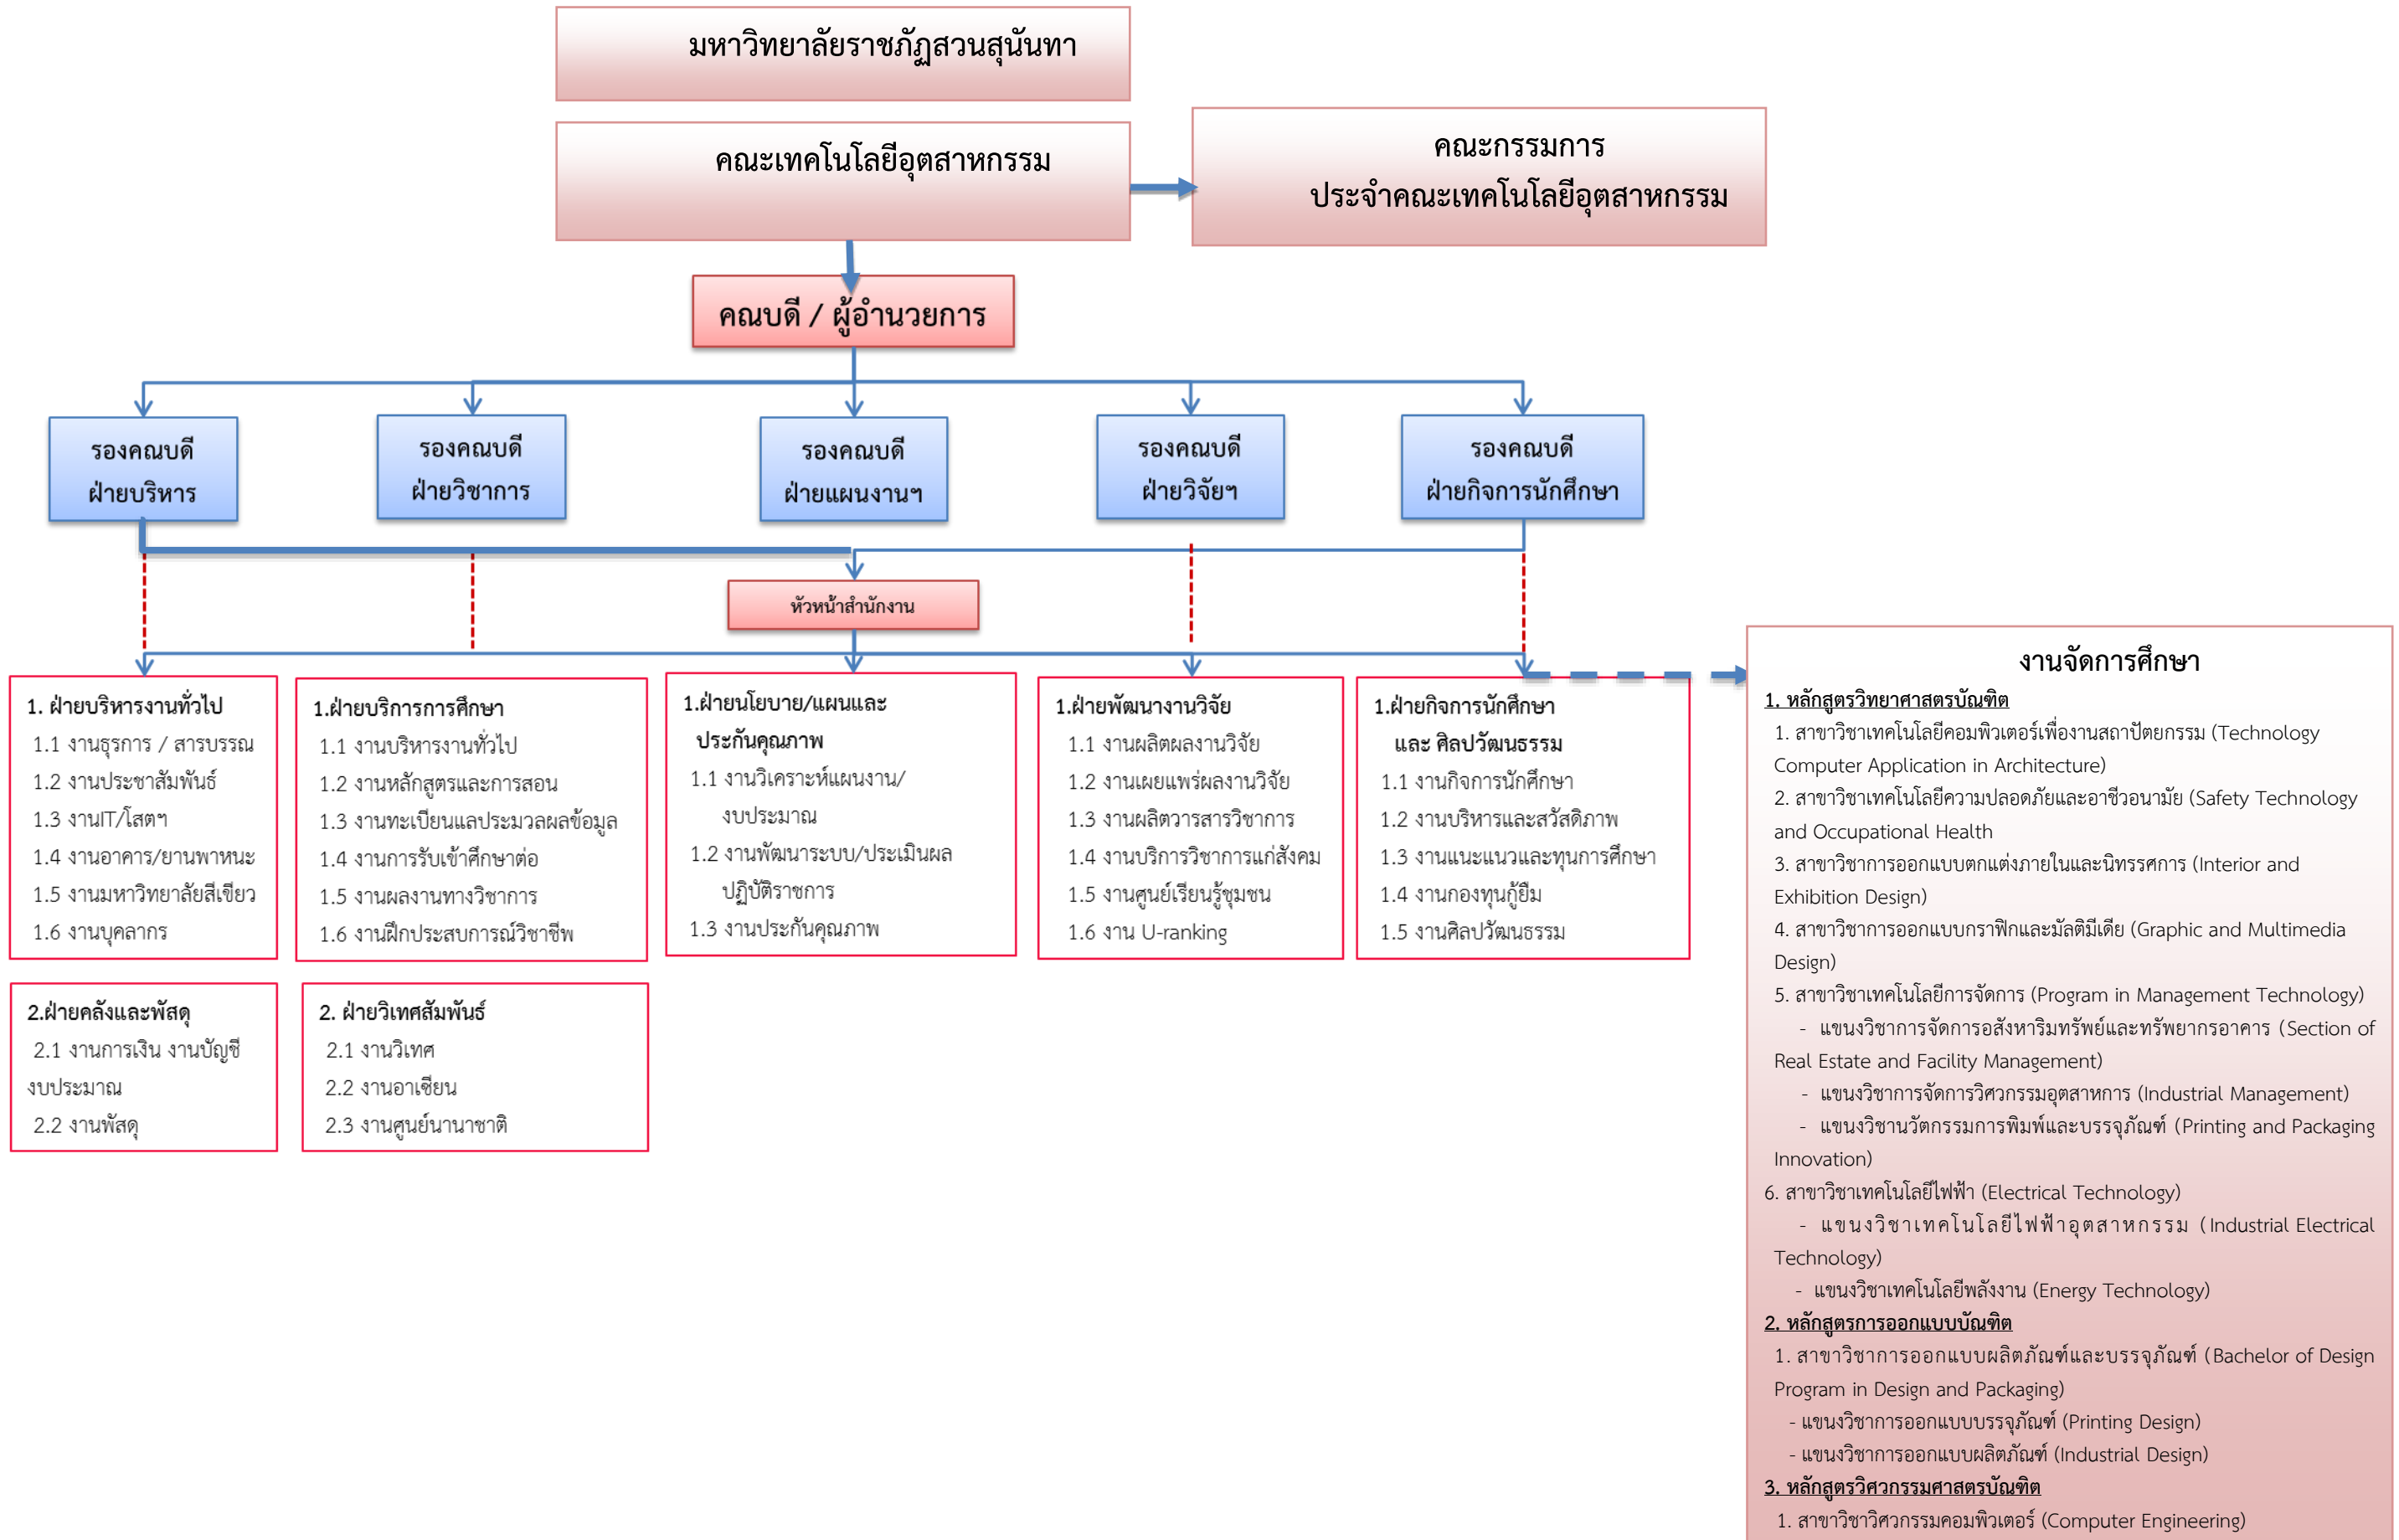 มหาวิทยาลัยราชภัฏสวนสุนันทา
คณะเทคโนโลยีอุตสาหกรรม
คณะกรรมการ
ประจำคณะเทคโนโลยีอุตสาหกรรม
คณบดี / ผู้อำนวยการ
รองคณบดี
ฝ่ายบริหาร
รองคณบดี
ฝ่ายวิชาการ
รองคณบดี
ฝ่ายแผนงานฯ
รองคณบดี
ฝ่ายวิจัยฯ
รองคณบดี
ฝ่ายกิจการนักศึกษา
หัวหน้าสำนักงาน
1. ฝ่ายบริหารงานทั่วไป
1.1 งานธุรการ / สารบรรณ
1.2 งานประชาสัมพันธ์
1.3 งานIT/โสตฯ
1.4 งานอาคาร/ยานพาหนะ
1.5 งานมหาวิทยาลัยสีเขียว
1.6 งานบุคลากร
2.ฝ่ายคลังและพัสดุ
2.1 งานการเงิน งานบัญชี
งบประมาณ
2.2 งานพัสดุ
1.ฝ่ายบริการการศึกษา
1.1 งานบริหารงานทั่วไป
1.2 งานหลักสูตรและการสอน
1.3 งานทะเบียนแลประมวลผลข้อมูล
1.4 งานการรับเข้าศึกษาต่อ
1.5 งานผลงานทางวิชาการ
1.6 งานฝึกประสบการณ์วิชาชีพ
2. ฝ่ายวิเทศสัมพันธ์
2.1 งานวิเทศ
2.2 งานอาเซียน
2.3 งานศูนย์นานาชาติ
1.ฝ่ายนโยบาย/แผนและ
ประกันคุณภาพ
1.1 งานวิเคราะห์แผนงาน/
งบประมาณ
1.2 งานพัฒนาระบบ/ประเมินผล
ปฏิบัติราชการ
1.3 งานประกันคุณภาพ
1.ฝ่ายพัฒนางานวิจัย
1.1 งานผลิตผลงานวิจัย
1.2 งานเผยแพร่ผลงานวิจัย
1.3 งานผลิตวารสารวิชาการ
1.4 งานบริการวิชาการแก่สังคม
1.5 งานศูนย์เรียนรู้ชุมชน
1.6 งาน U-ranking
1.ฝ่ายกิจการนักศึกษา
และ ศิลปวัฒนธรรม
1.1 งานกิจการนักศึกษา
1.2 งานบริหารและสวัสดิภาพ
1.3 งานแนะแนวและทุนการศึกษา
1.4 งานกองทุนกู้ยืม
1.5 งานศิลปวัฒนธรรม
งานจัดการศึกษา
1. หลักสูตรวิทยาศาสตรบัณฑิต
1. สาขาวิชาเทคโนโลยีคอมพิวเตอร์เพื่องานสถาปัตยกรรม (Technology
Computer Application in Architecture)
2. สาขาวิชาเทคโนโลยีความปลอดภัยและอาชีวอนามัย (Safety Technology
and Occupational Health
3. สาขาวิชาการออกแบบตกแต่งภายในและนิทรรศการ (Interior and
Exhibition Design)
4. สาขาวิชาการออกแบบกราฟิกและมัลติมีเดีย (Graphic and Multimedia
Design)
5. สาขาวิชาเทคโนโลยีการจัดการ (Program in Management Technology)
- แขนงวิชาการจัดการอสังหาริมทรัพย์และทรัพยากรอาคาร (Section of
Real Estate and Facility Management)
- แขนงวิชาการจัดการวิศวกรรมอุตสาหการ (Industrial Management)
- แขนงวิชานวัตกรรมการพิมพ์และบรรจุภัณฑ์ (Printing and Packaging
Innovation)
6. สาขาวิชาเทคโนโลยีไฟฟ้า (Electrical Technology)
- แขนงวิชาเทคโนโลยีไฟฟ้าอุตสาหกรรม (Industrial Electrical
Technology)
- แขนงวิชาเทคโนโลยีพลังงาน (Energy Technology)
2. หลักสูตรการออกแบบบัณฑิต
1. สาขาวิชาการออกแบบผลิตภัณฑ์และบรรจุภัณฑ์ (Bachelor of Design
Program in Design and Packaging)
- แขนงวิชาการออกแบบบรรจุภัณฑ์ (Printing Design)
- แขนงวิชาการออกแบบผลิตภัณฑ์ (Industrial Design)
3. หลักสูตรวิศวกรรมศาสตรบัณฑิต
1. สาขาวิชาวิศวกรรมคอมพิวเตอร์ (Computer Engineering)